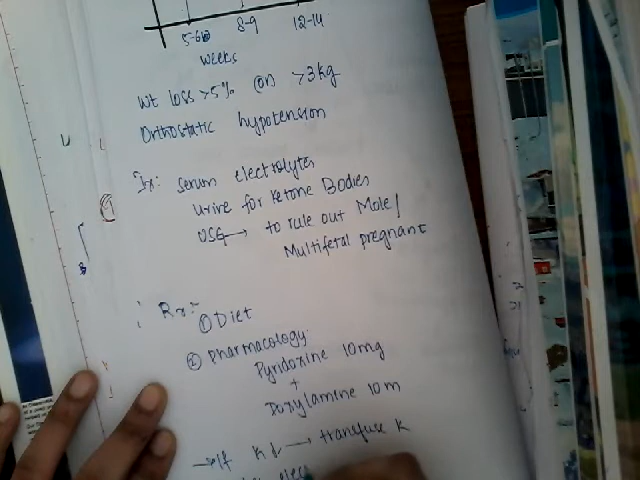 5-6 8-9 12-14
Weeks
Wt loss >5% (or) >3kg
Orthostatic hypotension
Ix: Serum electrolytes
Urine for Ketone Bodies
USG → to rule out Mole/
Multifetal pregnant
Rx:-
① Diet
② Pharmacology:
Pyridoxine 10mg
+
Doxylamine 10m
→ If K↓ → transfuse K
elec